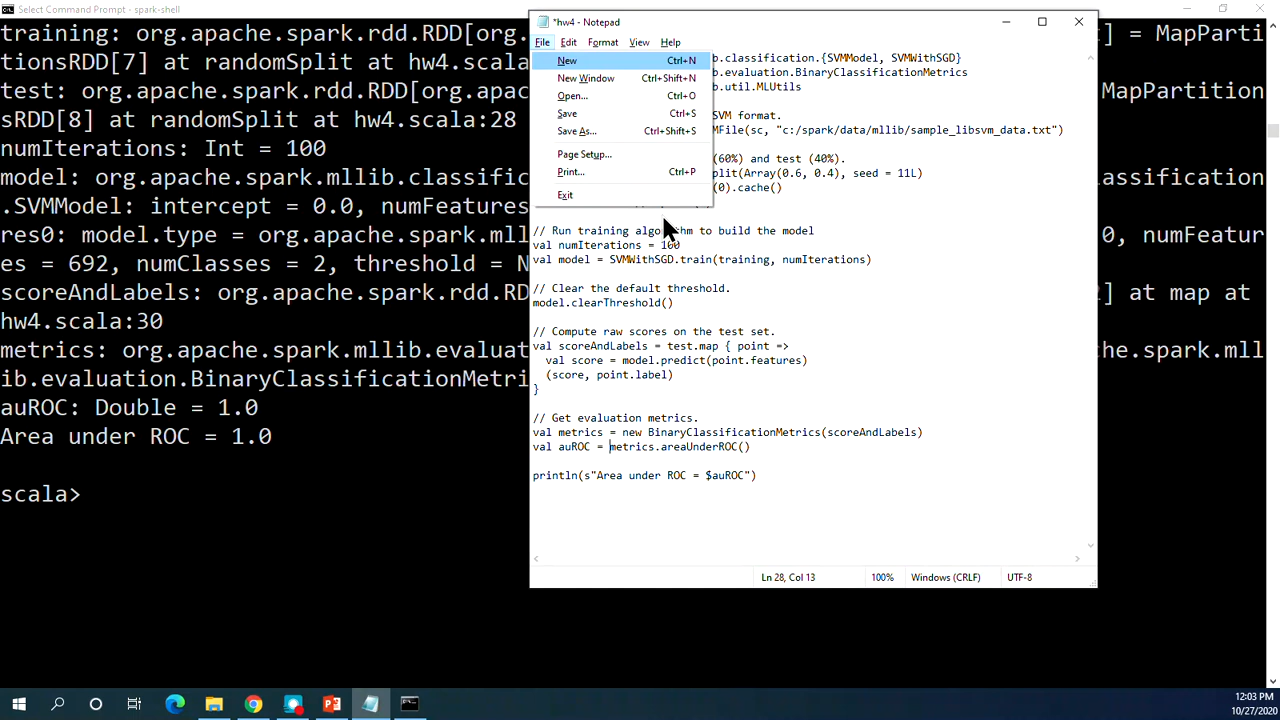 Select Command Prompt - spark-shell
training: org.apache.spark.rdd.RDD[org. ] = MapParti
tionsRDD[7] at randomSplit at hw4.scala
test: org.apache.spark.rdd.RDD[org.apac MapPartition
sRDD[8] at randomSplit at hw4.scala:28
numIterations: Int = 100
model: org.apache.spark.mllib.classific assification
.SVMModel: intercept = 0.0, numFeatures
res0: model.type = org.apache.spark.mll 0, numFeatur
es = 692, numClasses = 2, threshold = N
scoreAndLabels: org.apache.spark.rdd.RD 2] at map at
hw4.scala:30
metrics: org.apache.spark.mllib.evaluat he.spark.mll
ib.evaluation.BinaryClassificationMetri
auROC: Double = 1.0
Area under ROC = 1.0
scala>
*hw4 - Notepad
File Edit Format View Help
New Ctrl+N
New Window Ctrl+Shift+N
Open... Ctrl+O
Save Ctrl+S
Save As... Ctrl+Shift+S
Page Setup...
Print... Ctrl+P
Exit
b.classification.{SVMModel, SVMWithSGD}
b.evaluation.BinaryClassificationMetrics
b.util.MLUtils
SVM format.
MFile(sc, "c:/spark/data/mllib/sample_libsvm_data.txt")
(60%) and test (40%).
plit(Array(0.6, 0.4), seed = 11L)
(0).cache()
// Run training algorithm to build the model
val numIterations = 100
val model = SVMWithSGD.train(training, numIterations)
// Clear the default threshold.
model.clearThreshold()
// Compute raw scores on the test set.
val scoreAndLabels = test.map { point =>
val score = model.predict(point.features)
(score, point.label)
}
// Get evaluation metrics.
val metrics = new BinaryClassificationMetrics(scoreAndLabels)
val auROC = metrics.areaUnderROC()
println(s"Area under ROC = $auROC")
Ln 28, Col 13 100% Windows (CRLF) UTF-8
12:03 PM
10/27/2020